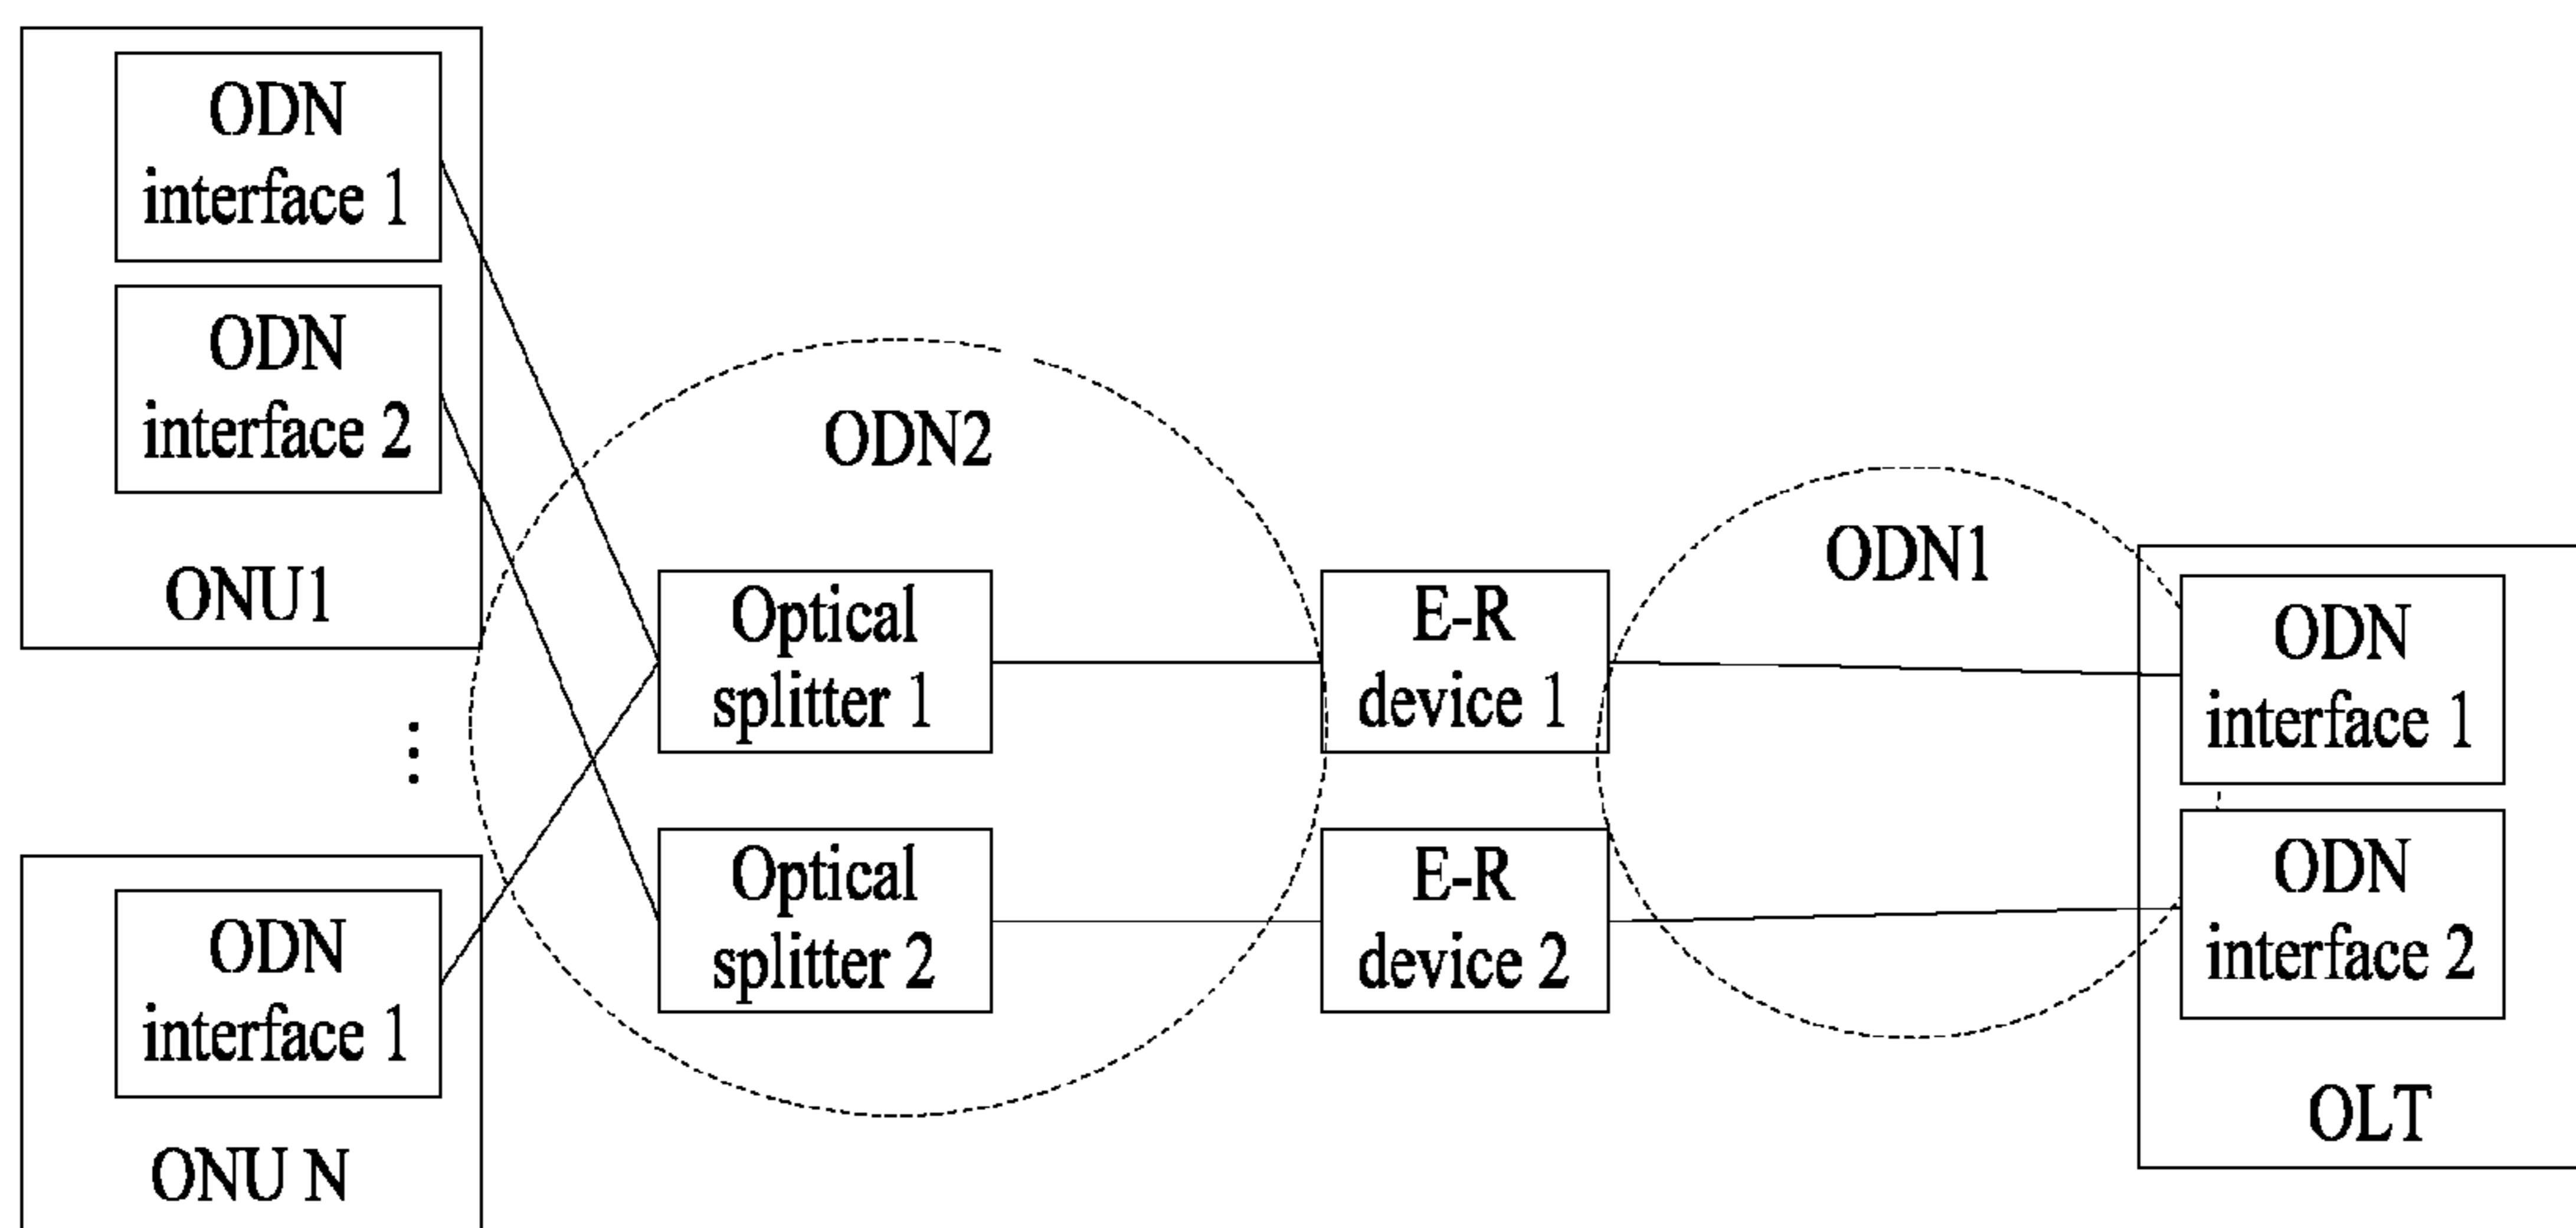 ODN
interface 1
ODN
interface 2
ONU1
⋮
ODN
interface 1
ONU N
ODN2
Optical
splitter 1
Optical
splitter 2
E-R
device 1
E-R
device 2
ODN1
ODN
interface 1
ODN
interface 2
OLT